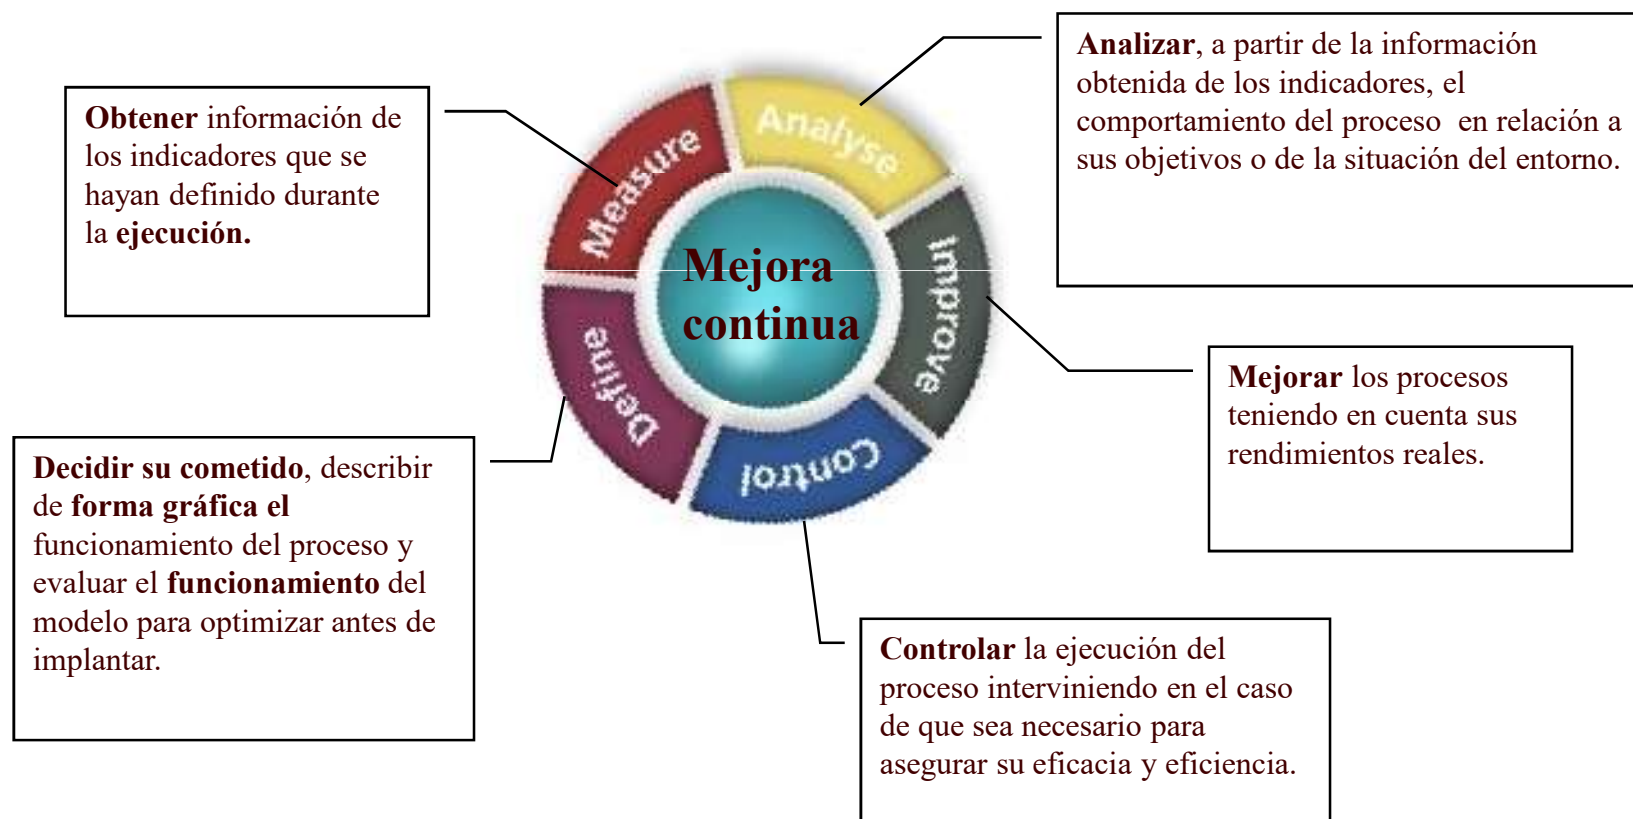 Analizar, a partir de la información
obtenida de los indicadores, el
comportamiento del proceso en relación a
sus objetivos o de la situación del entorno.
Obtener información de
los indicadores que se
hayan definido durante
la ejecución.
Measure
Analyse
Improve
Control
Define
Mejora
continua
Mejorar los procesos
teniendo en cuenta sus
rendimientos reales.
Decidir su cometido, describir
de forma gráfica el
funcionamiento del proceso y
evaluar el funcionamiento del
modelo para optimizar antes de
implantar.
Controlar la ejecución del
proceso interviniendo en el caso
de que sea necesario para
asegurar su eficacia y eficiencia.